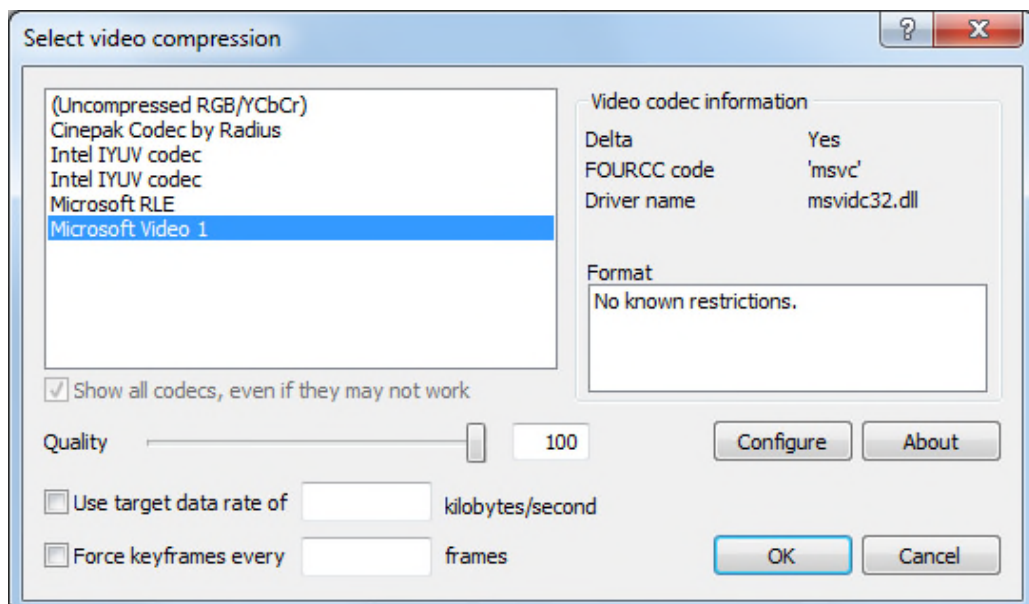 Select video compression
(Uncompressed RGB/YCbCr)
Cinepak Codec by Radius
Intel IYUV codec
Intel IYUV codec
Microsoft RLE
Microsoft Video 1
Show all codecs, even if they may not work
Video codec information
Delta Yes
FOURCC code 'msvc'
Driver name msvidc32.dll
Format
No known restrictions.
Quality 100
Configure About
Use target data rate of kilobytes/second
Force keyframes every frames
OK Cancel